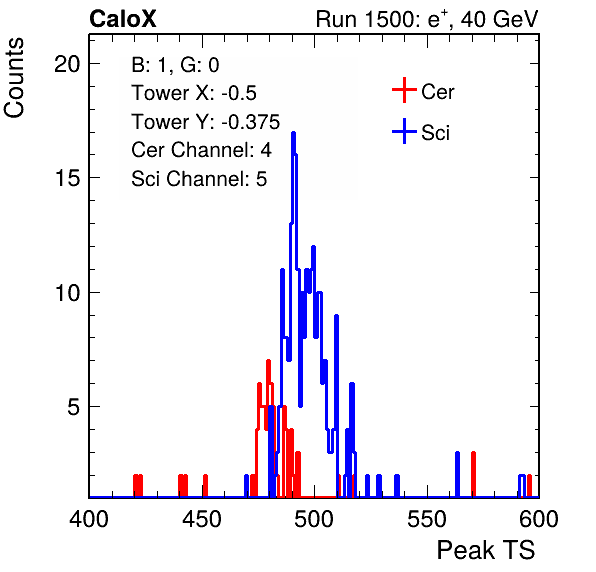 CaloX
Run 1500: e⁺, 40 GeV
Counts
B: 1, G: 0
Tower X: -0.5
Tower Y: -0.375
Cer Channel: 4
Sci Channel: 5
Cer
Sci
20
15
10
5
400 450 500 550 600
Peak TS